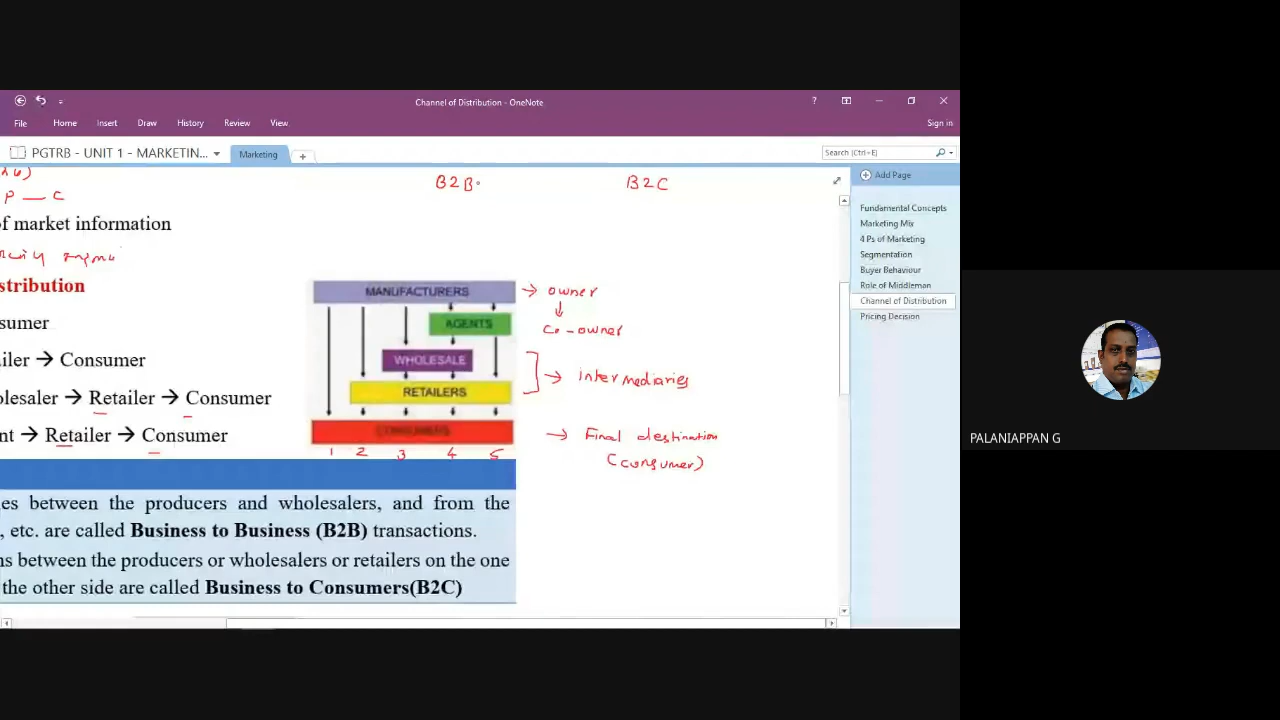 Channel of Distribution - OneNote
?
File Home Insert Draw History Review View
Sign in
PGTRB - UNIT 1 - MARKETIN...
Marketing
+
Search (Ctrl+E)
Add Page
Fundamental Concepts
Marketing Mix
4 Ps of Marketing
Segmentation
Buyer Behaviour
Role of Middleman
Channel of Distribution
Pricing Decision
P — C
B2B
B2C
of market information
stribution
sumer
ailer → Consumer
olesaler → Retailer → Consumer
nt → Retailer → Consumer
MANUFACTURERS
AGENTS
WHOLESALE
RETAILERS
CONSUMERS
1 2 3 4 5
→ owner
↓
Co-owner
→ Intermediaries
→ Final destination
(consumer)
es between the producers and wholesalers, and from the
, etc. are called Business to Business (B2B) transactions.
ns between the producers or wholesalers or retailers on the one
the other side are called Business to Consumers(B2C)
PALANIAPPAN G